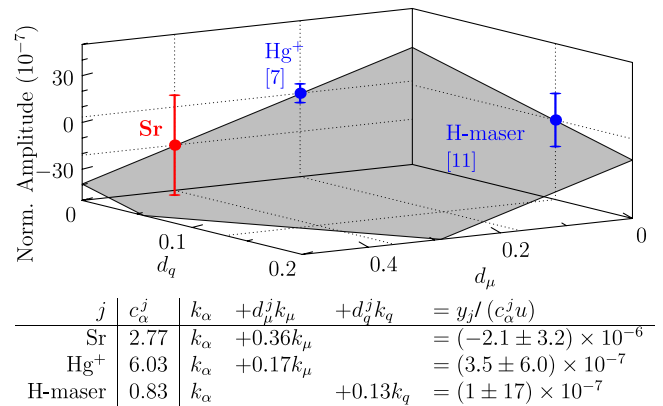 Norm. Amplitude (10⁻⁷)
30
0
−30
Sr
Hg⁺
[7]
H-maser
[11]
0
0.1
0.2
d_q
0.4
0.2
0
d_μ
j c_α^j k_α +d_μ^j k_μ +d_q^j k_q = y_j/ (c_α^j u)
Sr 2.77 k_α +0.36k_μ = (−2.1 ± 3.2) × 10⁻⁶
Hg⁺ 6.03 k_α +0.17k_μ = (3.5 ± 6.0) × 10⁻⁷
H-maser 0.83 k_α +0.13k_q = (1 ± 17) × 10⁻⁷